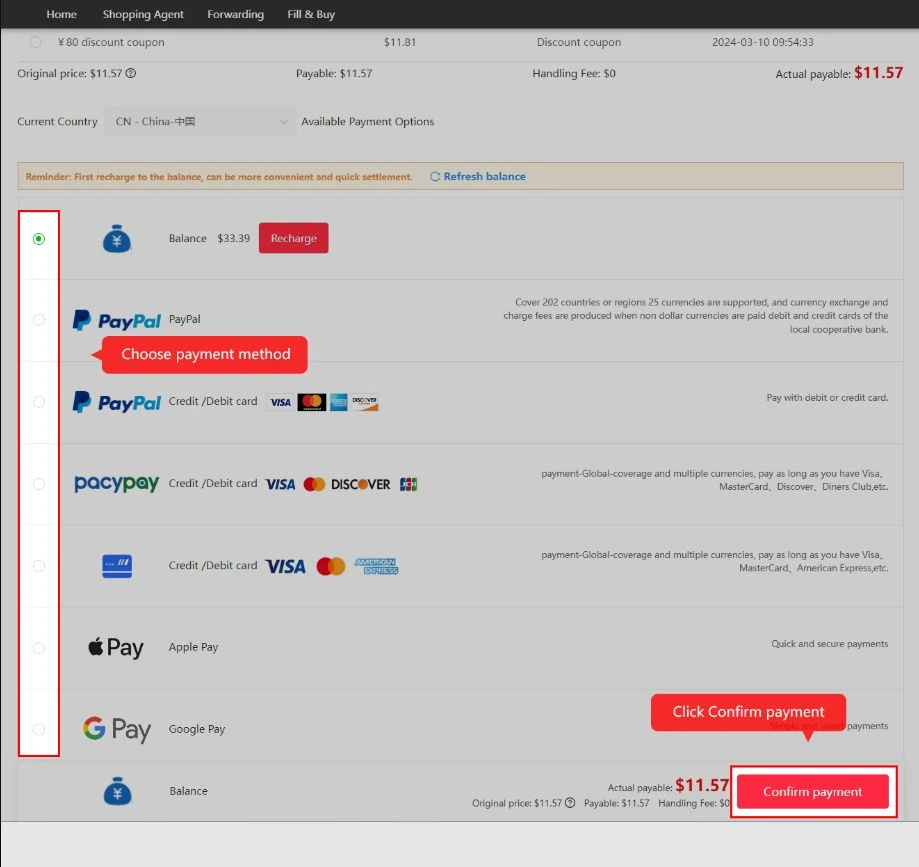 Home Shopping Agent Forwarding Fill & Buy
¥80 discount coupon $11.81 Discount coupon 2024-03-10 09:54:33
Original price: $11.57 Payable: $11.57 Handling Fee: $0 Actual payable: $11.57
Current Country CN - China-中国 Available Payment Options
Reminder: First recharge to the balance, can be more convenient and quick settlement. Refresh balance
¥ Balance $33.39 Recharge
Cover 202 countries or regions 25 currencies are supported, and currency exchange and
PayPal PayPal charge fees are produced when non dollar currencies are paid debit and credit cards of the
local cooperative bank.
Choose payment method
PayPal Credit /Debit card VISA mastercard DISCOVER Pay with debit or credit card.
payment-Global-coverage and multiple currencies, pay as long as you have Visa、
pacypay Credit /Debit card VISA DISCOVER JCB
MasterCard、Discover、Diners Club,etc.
payment-Global-coverage and multiple currencies, pay as long as you have Visa、
Credit /Debit card VISA AMERICAN EXPRESS
MasterCard、American Express,etc.
Pay Apple Pay Quick and secure payments
Click Confirm payment
G Pay Google Pay Simple and smart payments
¥ Balance Actual payable: $11.57 Confirm payment
Original price: $11.57 Payable: $11.57 Handling Fee: $0